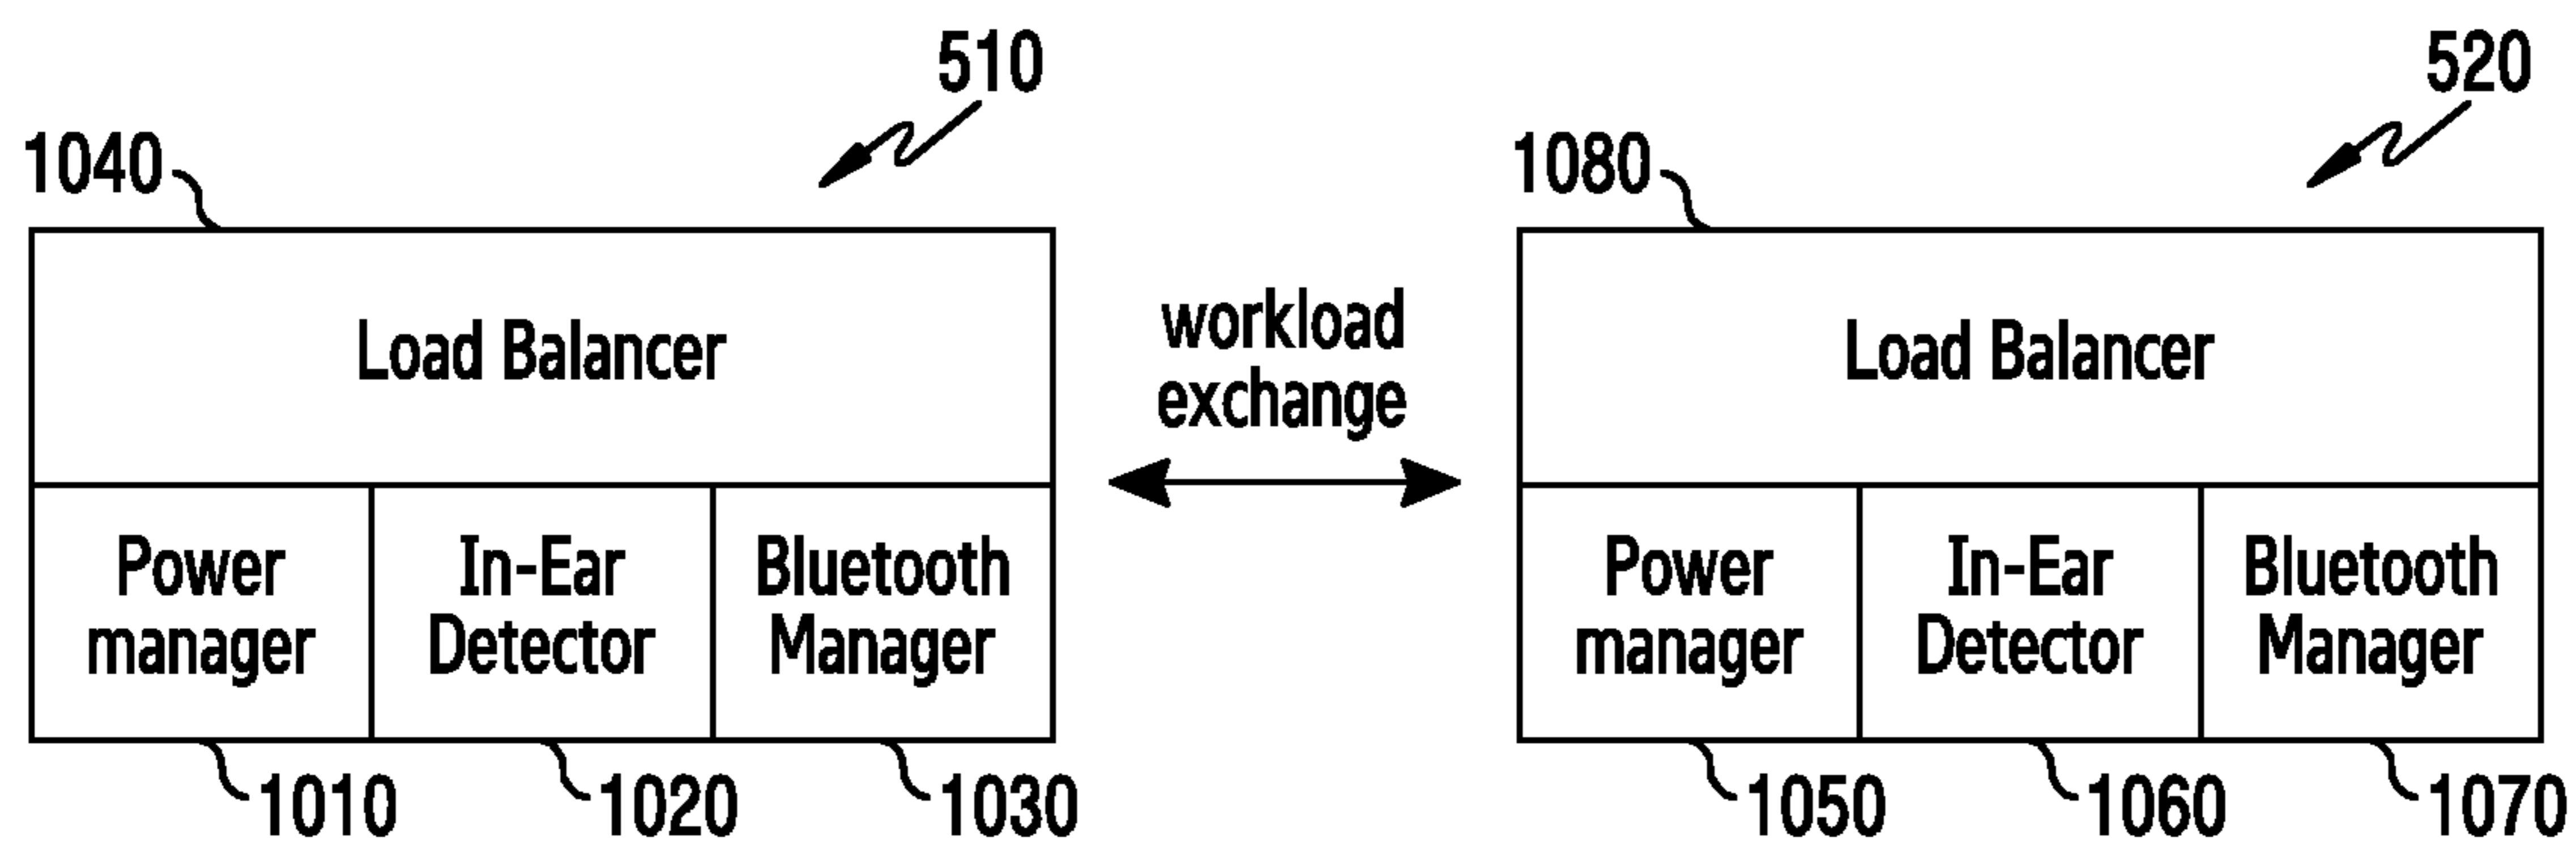 510
520
1040
1080
Load Balancer
workload
exchange
Load Balancer
Power
manager
In-Ear
Detector
Bluetooth
Manager
Power
manager
In-Ear
Detector
Bluetooth
Manager
1010
1020
1030
1050
1060
1070